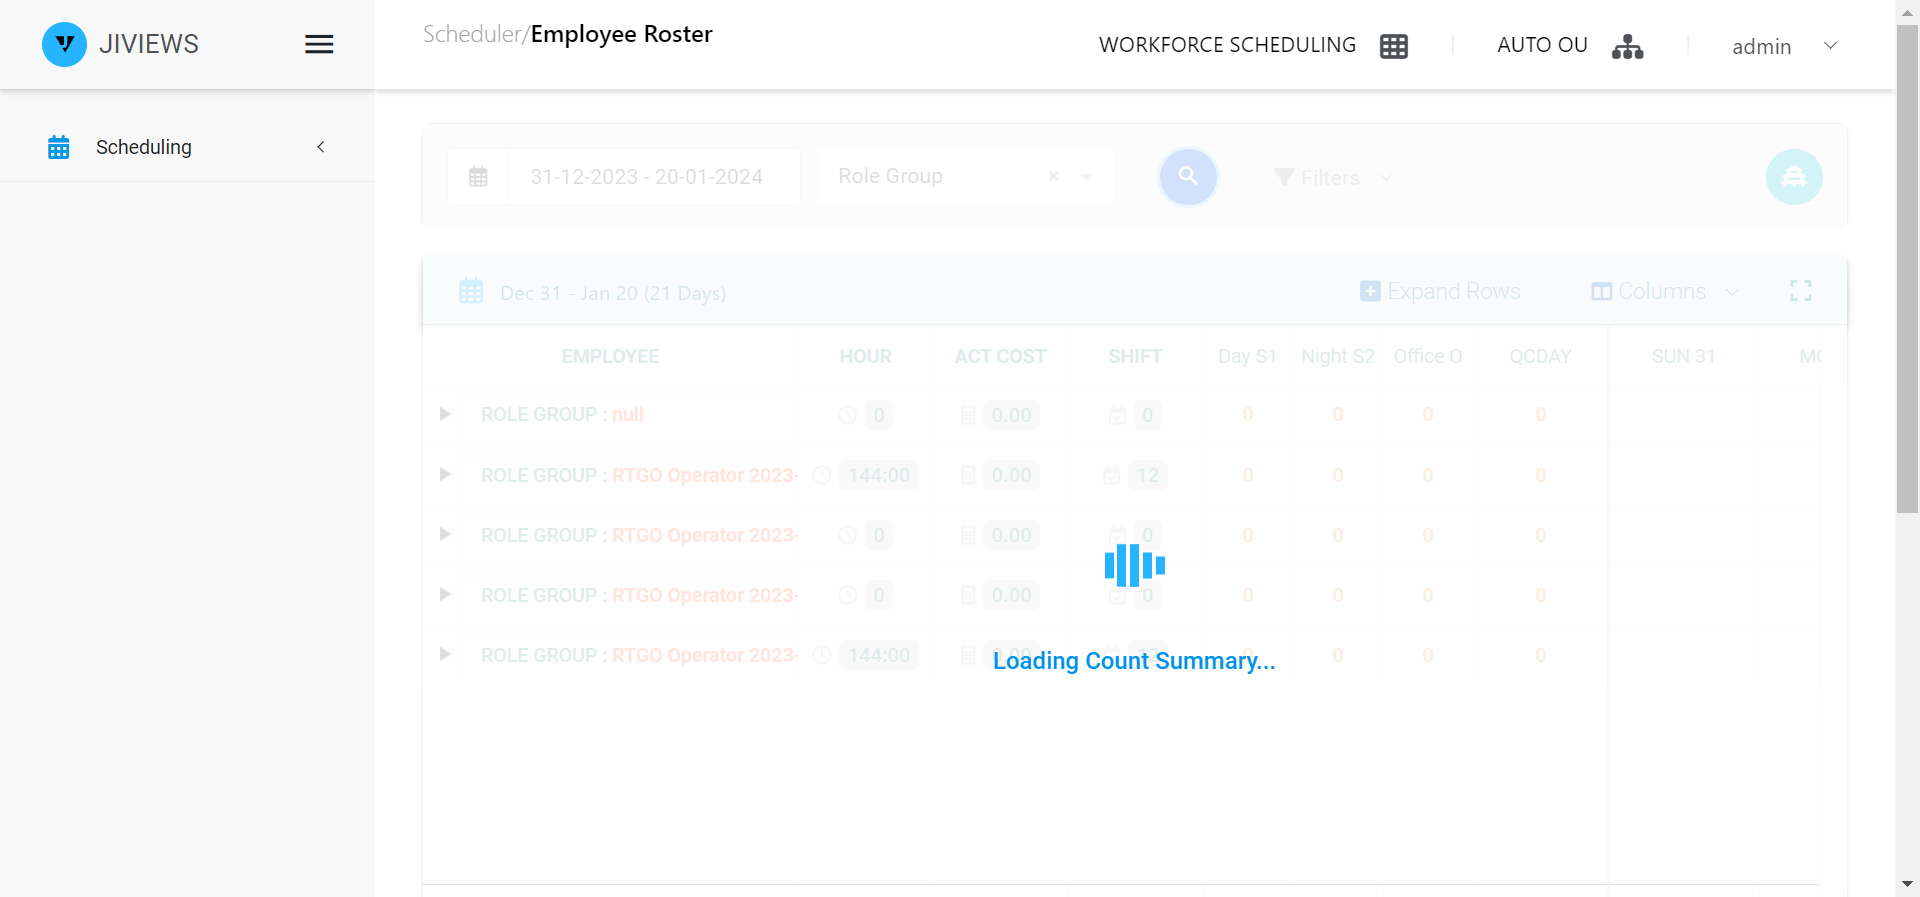 JIVIEWS
Scheduler/Employee Roster
WORKFORCE SCHEDULING
AUTO OU
admin
Scheduling
31-12-2023 - 20-01-2024
Role Group
×
Filters
Dec 31 - Jan 20 (21 Days)
Expand Rows
Columns
EMPLOYEE HOUR ACT COST SHIFT Day S1 Night S2 Office O QCDAY SUN 31
ROLE GROUP : null 0 0.00 0 0 0 0 0
ROLE GROUP : RTGO Operator 2023- 144:00 0.00 12 0 0 0 0
ROLE GROUP : RTGO Operator 2023- 0 0.00 0 0 0 0 0
ROLE GROUP : RTGO Operator 2023- 0 0.00 0 0 0 0 0
ROLE GROUP : RTGO Operator 2023- 144:00 0.00 12 0 0 0 0
Loading Count Summary...